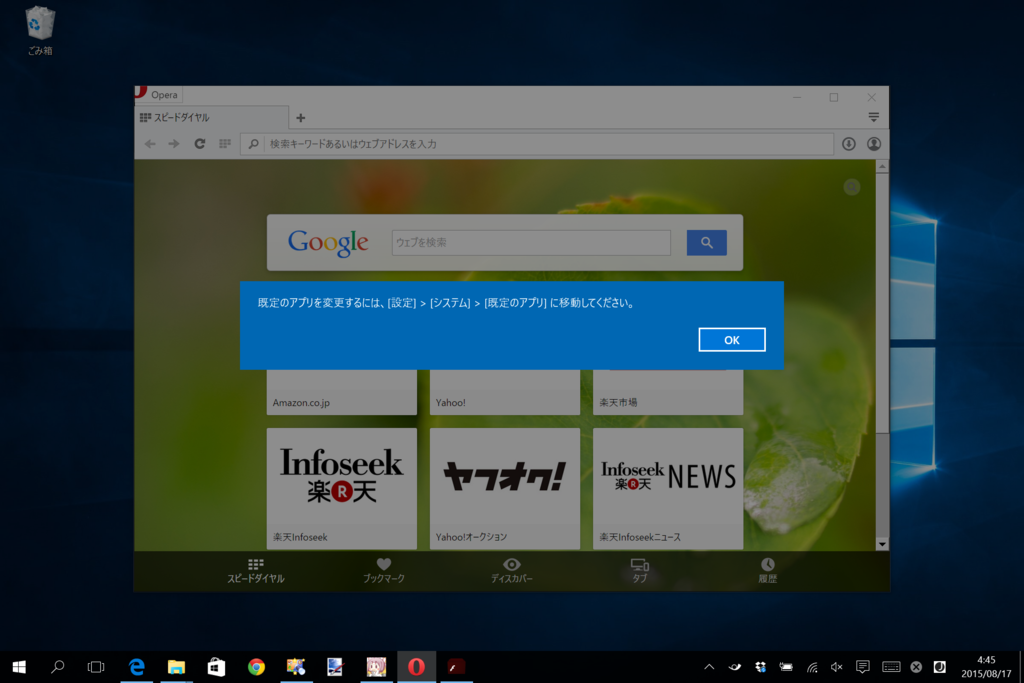 ごみ箱
Opera
スピードダイヤル
検索キーワードあるいはウェブアドレスを入力
Google
ウェブを検索
既定のアプリを変更するには、[設定] > [システム] > [既定のアプリ] に移動してください。
OK
Amazon.co.jp
Yahoo!
楽天市場
Infoseek
楽R天
ヤフオク!
Infoseek
楽R天
NEWS
楽天Infoseek
Yahoo!オークション
楽天Infoseekニュース
スピードダイヤル
ブックマーク
ディスカバー
タブ
履歴
4:45
2015/08/17